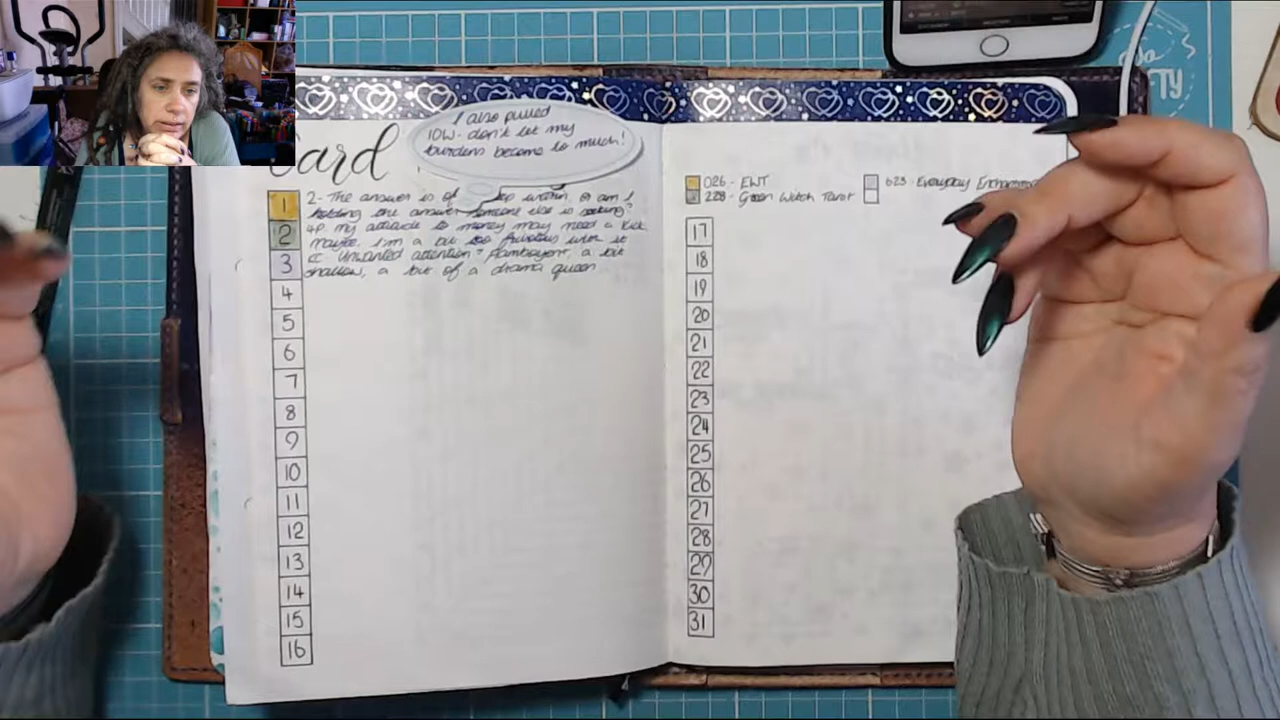 ard
I also pulled
10W - don't let my
burdens become to much!
1 2 - The answer is within or am I
holding the answer someone else is seeking?
2 4P my attitude to money may need a kick
maybe. I'm a bit too frivolous with it
3 Unwanted attention? flamboyant, a bit
shallow, a bit of a drama queen
4
5
6
7
8
9
10
11
12
13
14
15
16
026 - EWT
228 - Green Witch Tarot
623 - Everyday
17
18
19
20
21
22
23
24
25
26
27
28
29
30
31